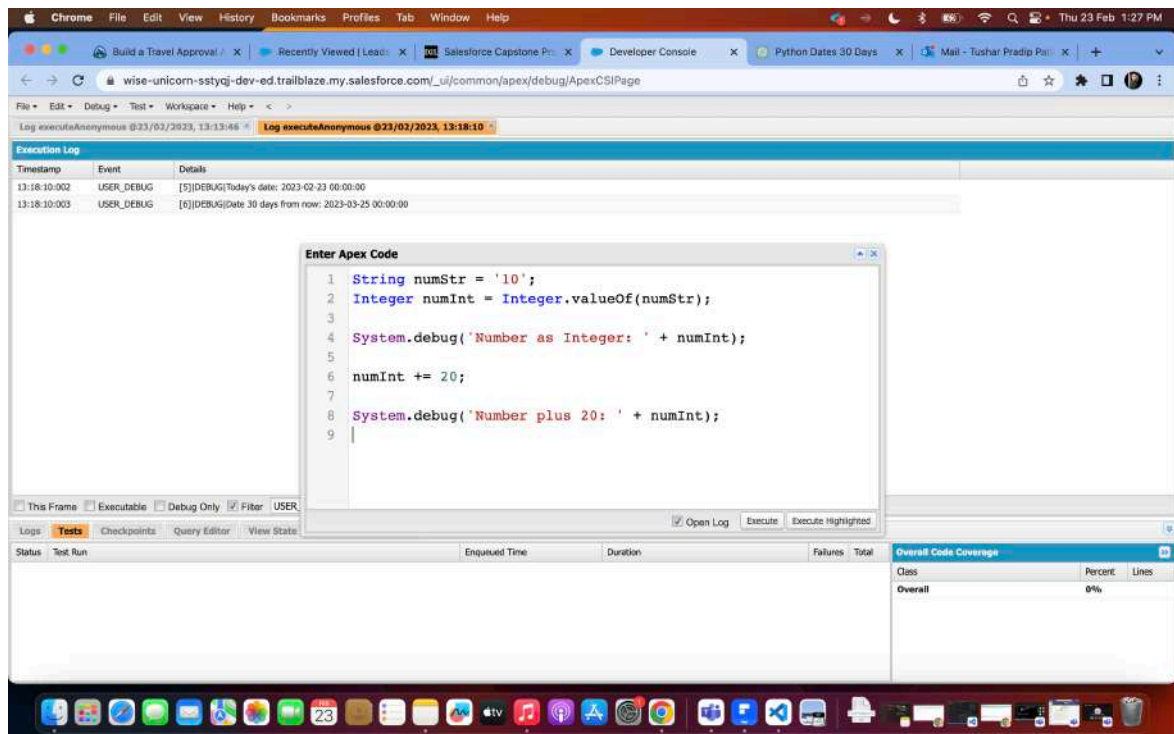 Chrome File Edit View History Bookmarks Profiles Tab Window Help Thu 23 Feb 1:27 PM
Build a Travel Approval Recently Viewed | Leads Salesforce Capstone Pro Developer Console Python Dates 30 Days Mail - Tushar Pradip Pati
wise-unicorn-sstyqj-dev-ed.trailblaze.my.salesforce.com/_ui/common/apex/debug/ApexCSIPage
File Edit Debug Test Workspace Help < >
Log executeAnonymous @23/02/2023, 13:13:46 Log executeAnonymous @23/02/2023, 13:18:10
Execution Log
Timestamp Event Details
13:18:10:002 USER_DEBUG [5]|DEBUG|Today's date: 2023-02-23 00:00:00
13:18:10:003 USER_DEBUG [6]|DEBUG|Date 30 days from now: 2023-03-25 00:00:00
Enter Apex Code
1 String numStr = '10';
2 Integer numInt = Integer.valueOf(numStr);
3
4 System.debug('Number as Integer: ' + numInt);
5
6 numInt += 20;
7
8 System.debug('Number plus 20: ' + numInt);
9
Open Log Execute Execute Highlighted
This Frame Executable Debug Only Filter USER_
Logs Tests Checkpoints Query Editor View State
Status Test Run Enqueued Time Duration Failures Total Overall Code Coverage
Class Percent Lines
Overall 0%
FEB
23
tv